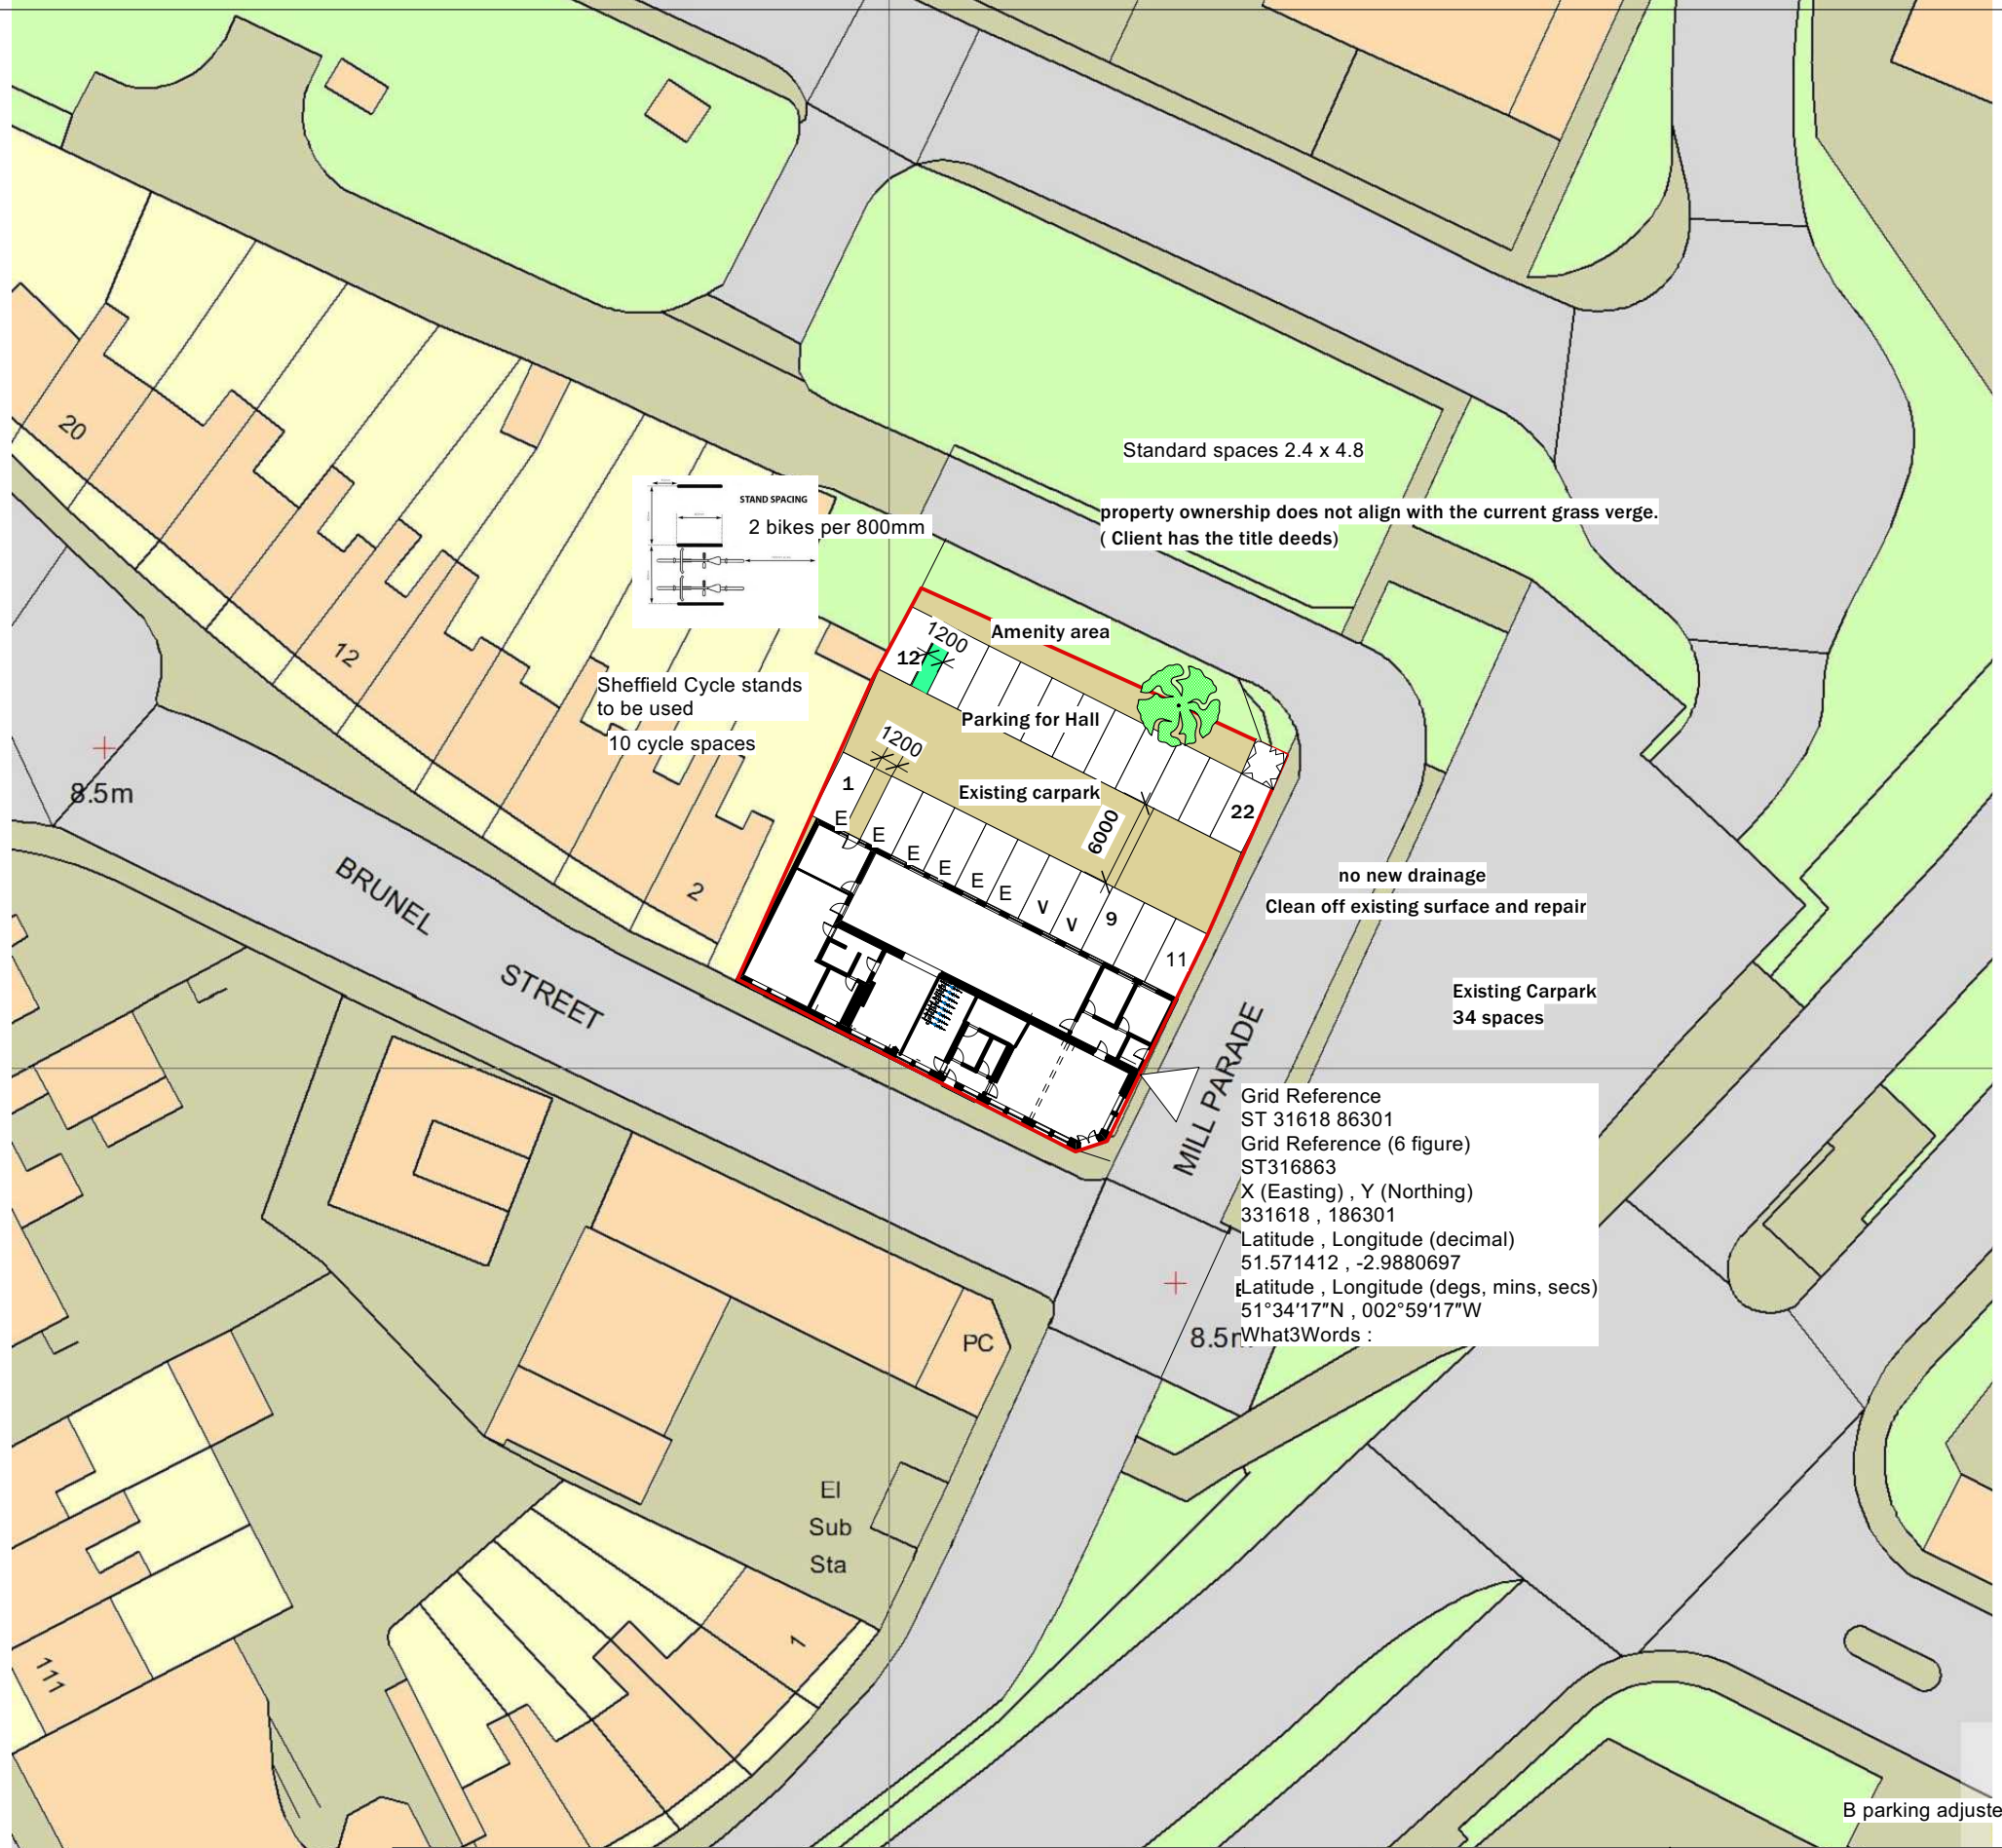 Standard spaces 2.4 x 4.8
20
STAND SPACING
2 bikes per 800mm
property ownership does not align with the current grass verge.
( Client has the title deeds)
1200
Amenity area
12
12
Sheffield Cycle stands
to be used
Parking for Hall
10 cycle spaces
1200
8.5m
1
Existing carpark
22
6000
E
E
E
E
E
E
V
V
9
11
2
BRUNEL
STREET
no new drainage
Clean off existing surface and repair
Existing Carpark
34 spaces
MILL PARADE
Grid Reference
ST 31618 86301
Grid Reference (6 figure)
ST316863
X (Easting) , Y (Northing)
331618 , 186301
Latitude , Longitude (decimal)
51.571412 , -2.9880697
Latitude , Longitude (degs, mins, secs)
51°34′17″N , 002°59′17″W
What3Words :
8.5m
PC
El
Sub
Sta
1
111
B parking adjuste